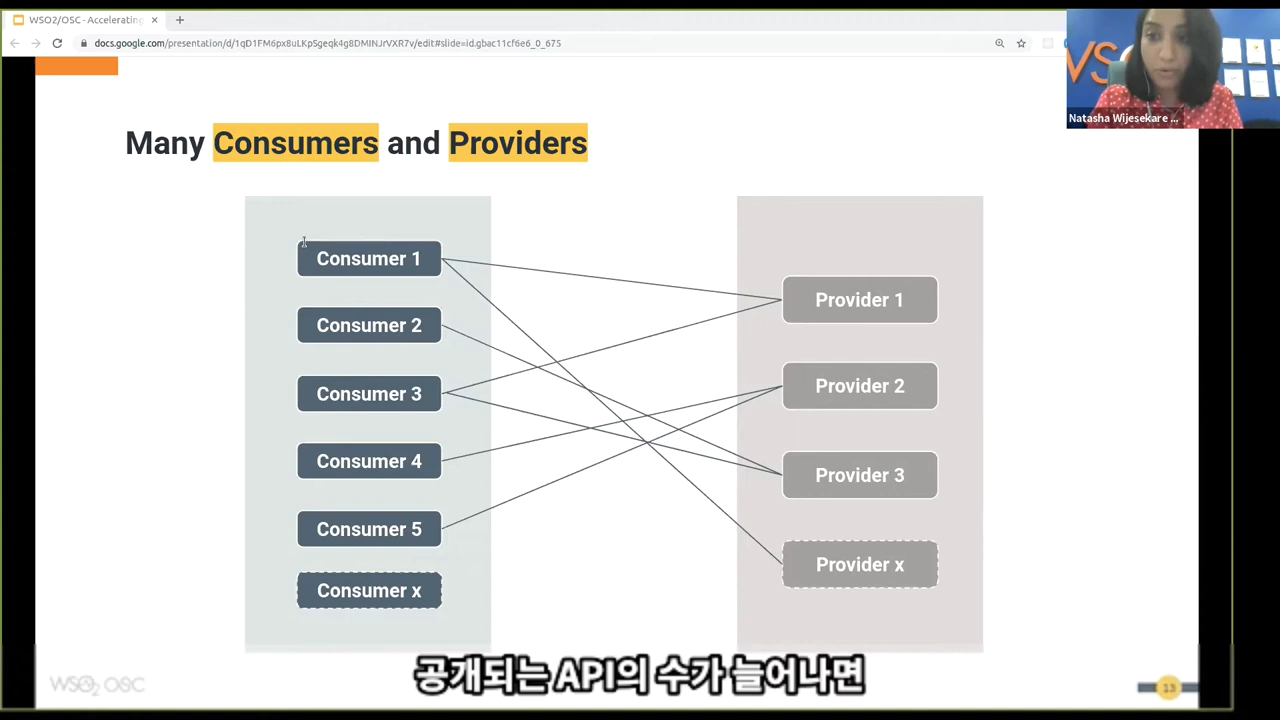 WSO2/OSC - Accelerating
docs.google.com/presentation/d/1qD1FM6px8uLKpSgeqk4g8DMINJrVXR7v/edit#slide=id.gbac11cf6e6_0_675
WSO
Natasha Wijesekare ...
Many Consumers and Providers
Consumer 1
Consumer 2
Consumer 3
Consumer 4
Consumer 5
Consumer x
Provider 1
Provider 2
Provider 3
Provider x
공개되는 API의 수가 늘어나면
WSO2 OSC
13